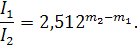 I₁/I₂ = 2,512^(m₂−m₁).